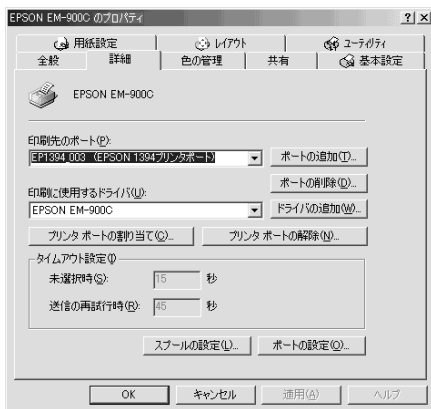 EPSON EM-900C のプロパティ
用紙設定 レイアウト ユーティリティ
全般 詳細 色の管理 共有 基本設定
EPSON EM-900C
印刷先のポート(P):
EP1394_003 (EPSON 1394プリンタポート) ポートの追加(T)...
ポートの削除(D)...
印刷に使用するドライバ(U):
EPSON EM-900C ドライバの追加(W)...
プリンタ ポートの割り当て(C)... プリンタ ポートの解除(N)...
タイムアウト設定(I)
未選択時(S): 15 秒
送信の再試行時(R): 45 秒
スプールの設定(L)... ポートの設定(O)...
OK キャンセル 適用(A) ヘルプ